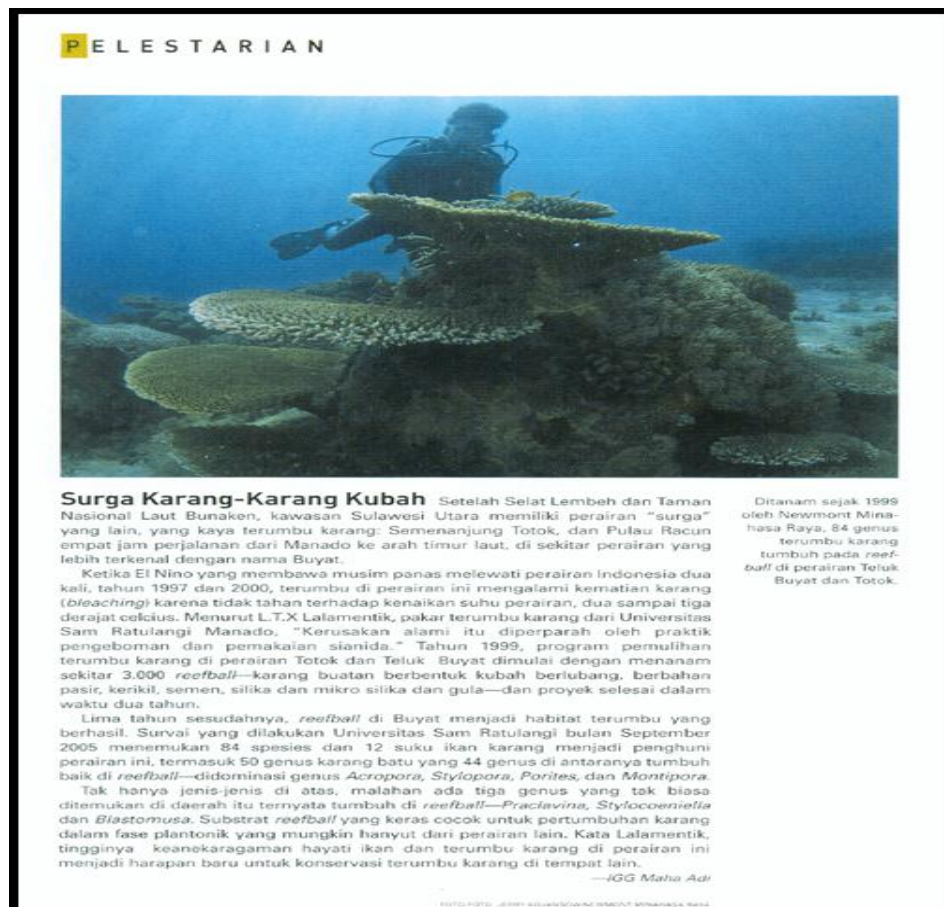 PELESTARIAN
Surga Karang-Karang Kubah Setelah Selat Lembeh dan Taman
Nasional Laut Bunaken, kawasan Sulawesi Utara memiliki perairan “surga”
yang lain, yang kaya terumbu karang: Semenanjung Totok, dan Pulau Racun
empat jam perjalanan dari Manado ke arah timur laut, di sekitar perairan yang
lebih terkenal dengan nama Buyat.
Ketika El Nino yang membawa musim panas melewati perairan Indonesia dua
kali, tahun 1997 dan 2000, terumbu di perairan ini mengalami kematian karang
(bleaching) karena tidak tahan terhadap kenaikan suhu perairan, dua sampai tiga
derajat celcius. Menurut L.T.X Lalamentik, pakar terumbu karang dari Universitas
Sam Ratulangi Manado, “Kerusakan alami itu diperparah oleh praktik
pengeboman dan pemakaian sianida.” Tahun 1999, program pemulihan
terumbu karang di perairan Totok dan Teluk Buyat dimulai dengan menanam
sekitar 3.000 reefball—karang buatan berbentuk kubah berlubang, berbahan
pasir, kerikil, semen, silika dan mikro silika dan gula—dan proyek selesai dalam
waktu dua tahun.
Lima tahun sesudahnya, reefball di Buyat menjadi habitat terumbu yang
berhasil. Survai yang dilakukan Universitas Sam Ratulangi bulan September
2005 menemukan 84 spesies dan 12 suku ikan karang menjadi penghuni
perairan ini, termasuk 50 genus karang batu yang 44 genus di antaranya tumbuh
baik di reefball—didominasi genus Acropora, Stylopora, Porites, dan Montipora.
Tak hanya jenis-jenis di atas, malahan ada tiga genus yang tak biasa
ditemukan di daerah itu ternyata tumbuh di reefball—Praclavina, Stylocoeniella
dan Blastomusa. Substrat reefball yang keras cocok untuk pertumbuhan karang
dalam fase plantonik yang mungkin hanyut dari perairan lain. Kata Lalamentik,
tingginya keanekaragaman hayati ikan dan terumbu karang di perairan ini
menjadi harapan baru untuk konservasi terumbu karang di tempat lain.
—IGG Maha Adi
Ditanam sejak 1999
oleh Newmont Mina-
hasa Raya, 84 genus
terumbu karang
tumbuh pada reef-
ball di perairan Teluk
Buyat dan Totok.
FOTO-FOTO: JERRY